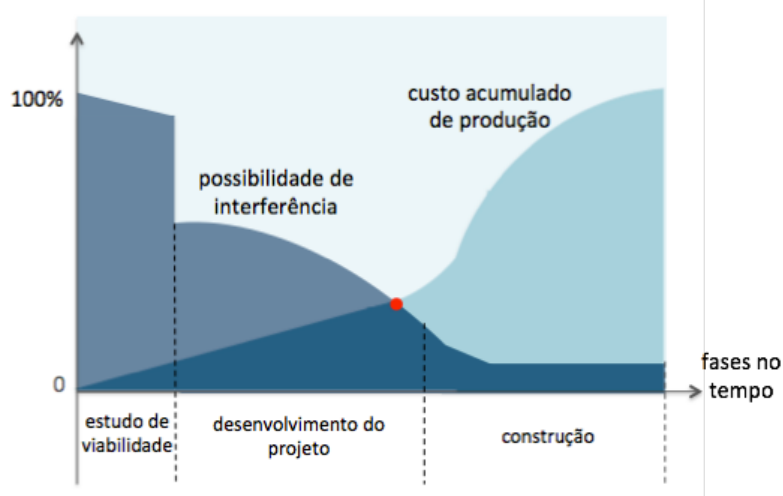 100%
custo acumulado
de produção
possibilidade de
interferência
0
fases no
tempo
estudo de
viabilidade
desenvolvimento do
projeto
construção